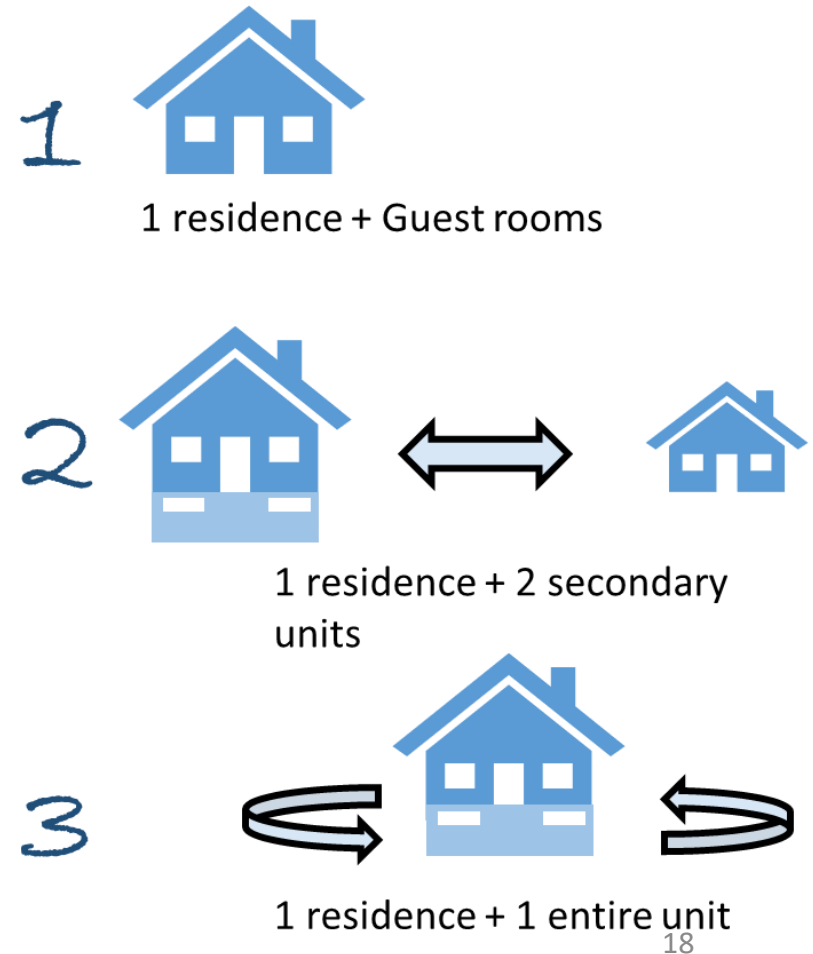 1
1 residence + Guest rooms
2
1 residence + 2 secondary
units
3
1 residence + 1 entire unit
18